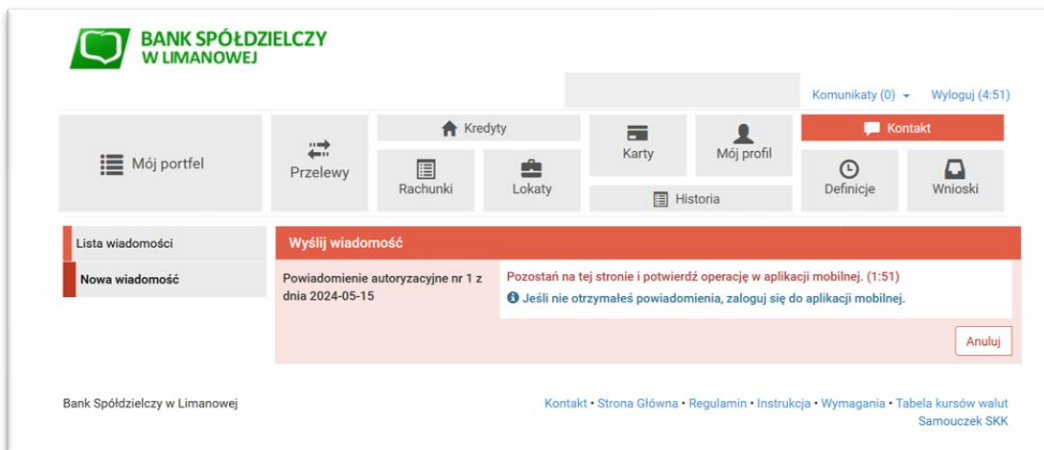 BANK SPÓŁDZIELCZY
W LIMANOWEJ
Komunikaty (0)
Wyloguj (4:51)
Mój portfel
Przelewy
Kredyty
Rachunki
Lokaty
Karty
Mój profil
Historia
Kontakt
Definicje
Wnioski
Lista wiadomości
Nowa wiadomość
Wyślij wiadomość
Powiadomienie autoryzacyjne nr 1 z
dnia 2024-05-15
Pozostań na tej stronie i potwierdź operację w aplikacji mobilnej. (1:51)
Jeśli nie otrzymałeś powiadomienia, zaloguj się do aplikacji mobilnej.
Anuluj
Bank Spółdzielczy w Limanowej
Kontakt • Strona Główna • Regulamin • Instrukcja • Wymagania • Tabela kursów walut
Samouczek SKK